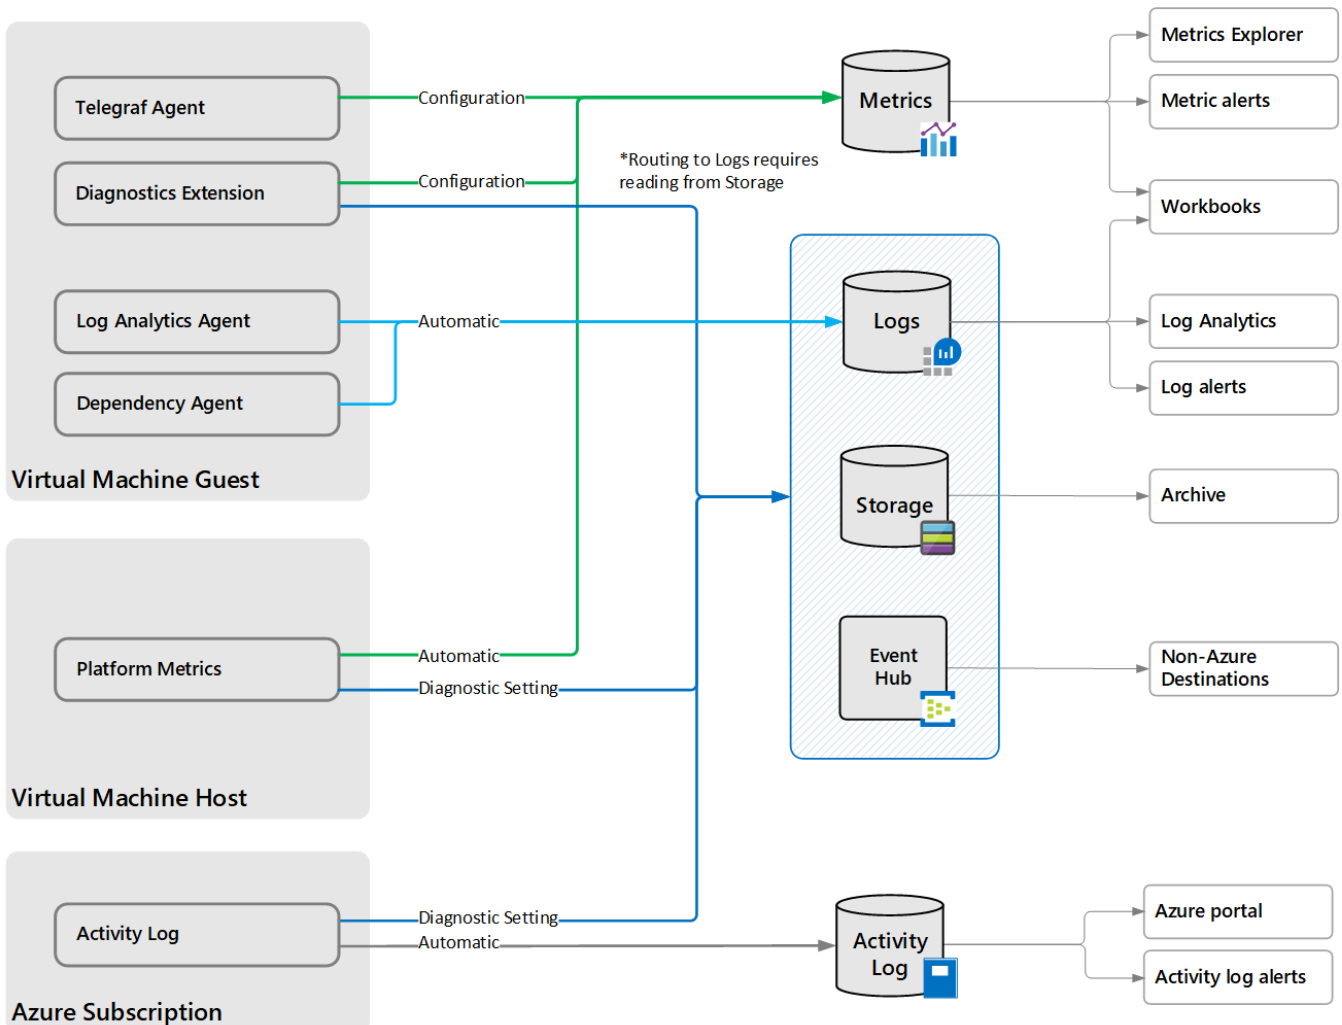 Telegraf Agent
Diagnostics Extension
Log Analytics Agent
Dependency Agent
Virtual Machine Guest
Platform Metrics
Virtual Machine Host
Activity Log
Azure Subscription
Configuration
Configuration
*Routing to Logs requires
reading from Storage
Automatic
Automatic
Diagnostic Setting
Diagnostic Setting
Automatic
Metrics
Logs
Storage
Event
Hub
Activity
Log
Metrics Explorer
Metric alerts
Workbooks
Log Analytics
Log alerts
Archive
Non-Azure
Destinations
Azure portal
Activity log alerts